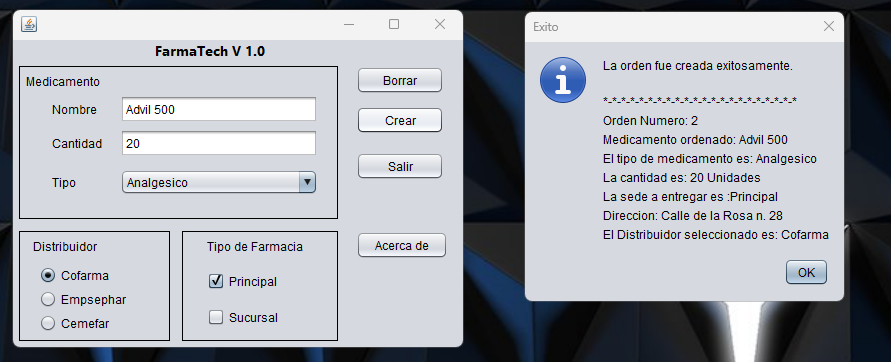 FarmaTech V 1.0
Medicamento
Nombre
Advil 500
Cantidad
20
Tipo
Analgesico
Borrar
Crear
Salir
Acerca de
Distribuidor
Cofarma
Empsephar
Cemefar
Tipo de Farmacia
Principal
Sucursal
Exito
La orden fue creada exitosamente.
*-*-*-*-*-*-*-*-*-*-*-*-*-*-*-*-*-*-*-*-*-*
Orden Numero: 2
Medicamento ordenado: Advil 500
El tipo de medicamento es: Analgesico
La cantidad es: 20 Unidades
La sede a entregar es :Principal
Direccion: Calle de la Rosa n. 28
El Distribuidor seleccionado es: Cofarma
OK